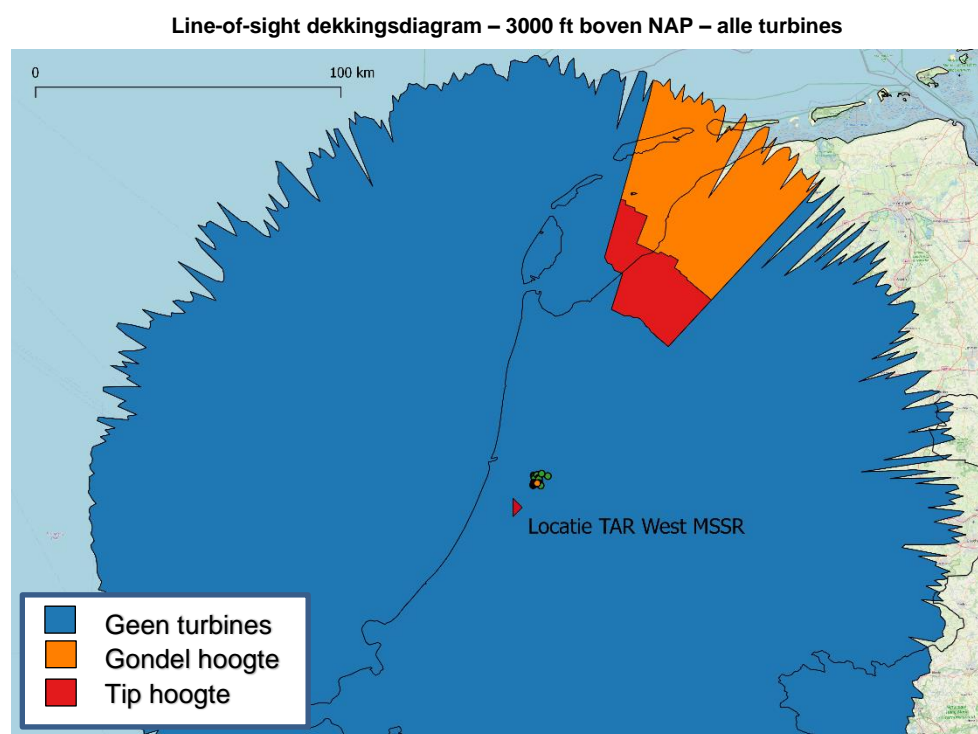 Line-of-sight dekkingsdiagram – 3000 ft boven NAP – alle turbines
0
100 km
Locatie TAR West MSSR
Geen turbines
Gondel hoogte
Tip hoogte